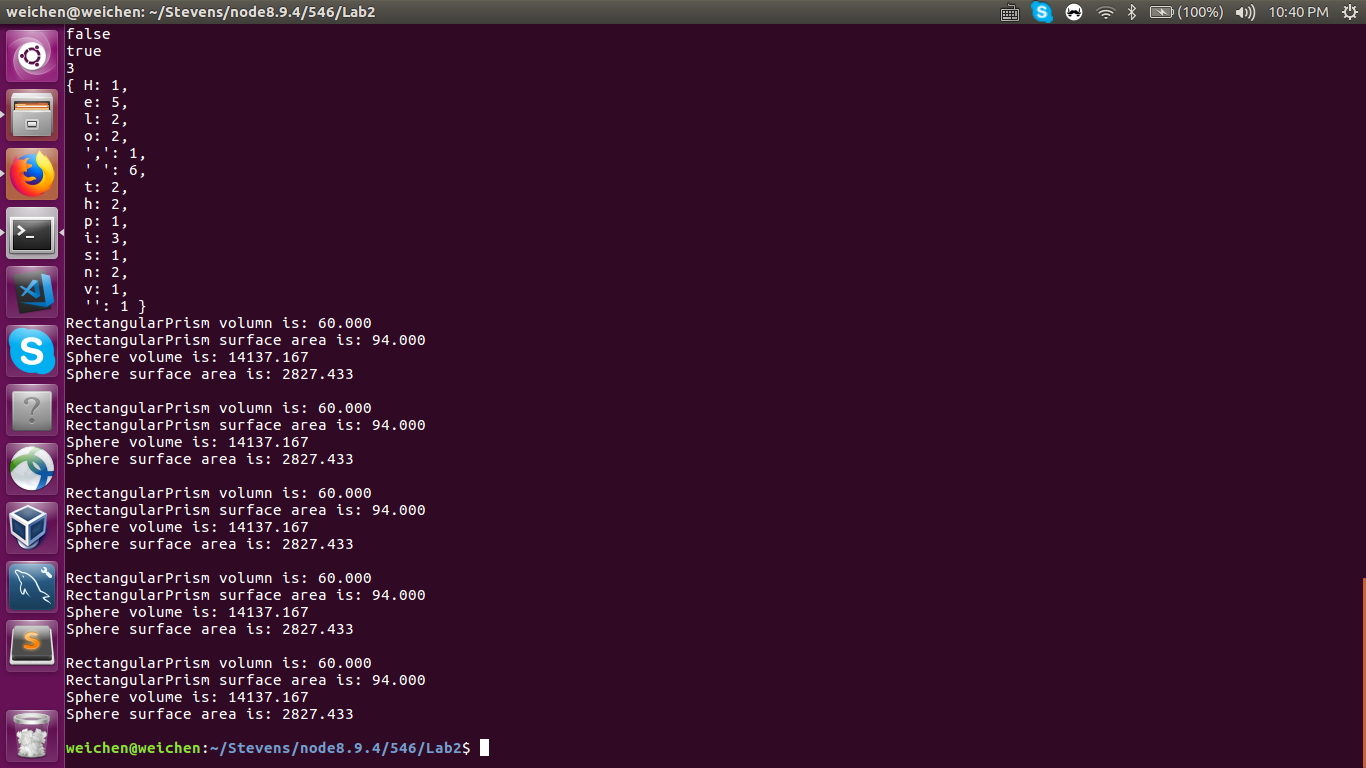 weichen@weichen: ~/Stevens/node8.9.4/546/Lab2 (100%) 10:40 PM
false
true
3
{ H: 1,
  e: 5,
  l: 2,
  o: 2,
  ',': 1,
  ' ': 6,
  t: 2,
  h: 2,
  p: 1,
  i: 3,
  s: 1,
  n: 2,
  v: 1,
  '': 1 }
RectangularPrism volumn is: 60.000
RectangularPrism surface area is: 94.000
Sphere volume is: 14137.167
Sphere surface area is: 2827.433

RectangularPrism volumn is: 60.000
RectangularPrism surface area is: 94.000
Sphere volume is: 14137.167
Sphere surface area is: 2827.433

RectangularPrism volumn is: 60.000
RectangularPrism surface area is: 94.000
Sphere volume is: 14137.167
Sphere surface area is: 2827.433

RectangularPrism volumn is: 60.000
RectangularPrism surface area is: 94.000
Sphere volume is: 14137.167
Sphere surface area is: 2827.433

RectangularPrism volumn is: 60.000
RectangularPrism surface area is: 94.000
Sphere volume is: 14137.167
Sphere surface area is: 2827.433

weichen@weichen:~/Stevens/node8.9.4/546/Lab2$